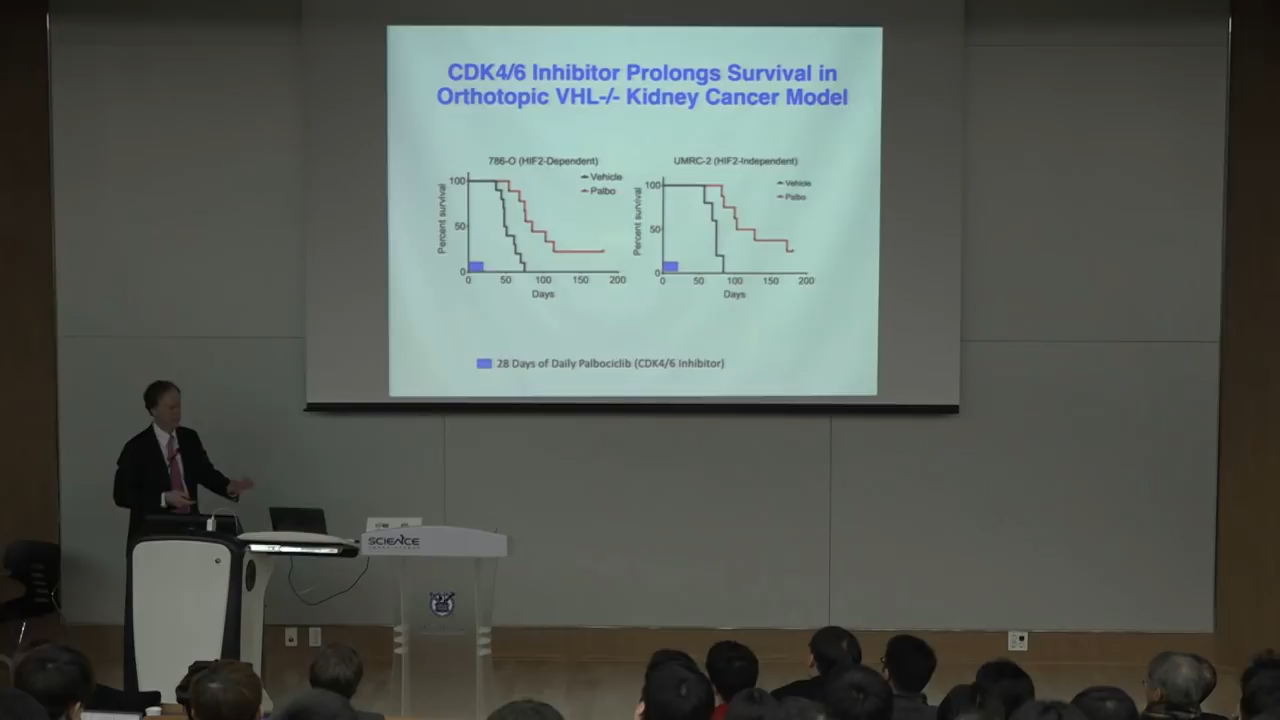 CDK4/6 Inhibitor Prolongs Survival in
Orthotopic VHL-/- Kidney Cancer Model
786-O (HIF2-Dependent)
Vehicle
Palbo
Percent survival
100
50
0
0 50 100 150 200
Days
UMRC-2 (HIF2-Independent)
Vehicle
Palbo
Percent survival
100
50
0
0 50 100 150 200
Days
28 Days of Daily Palbociclib (CDK4/6 Inhibitor)
SCIENCE